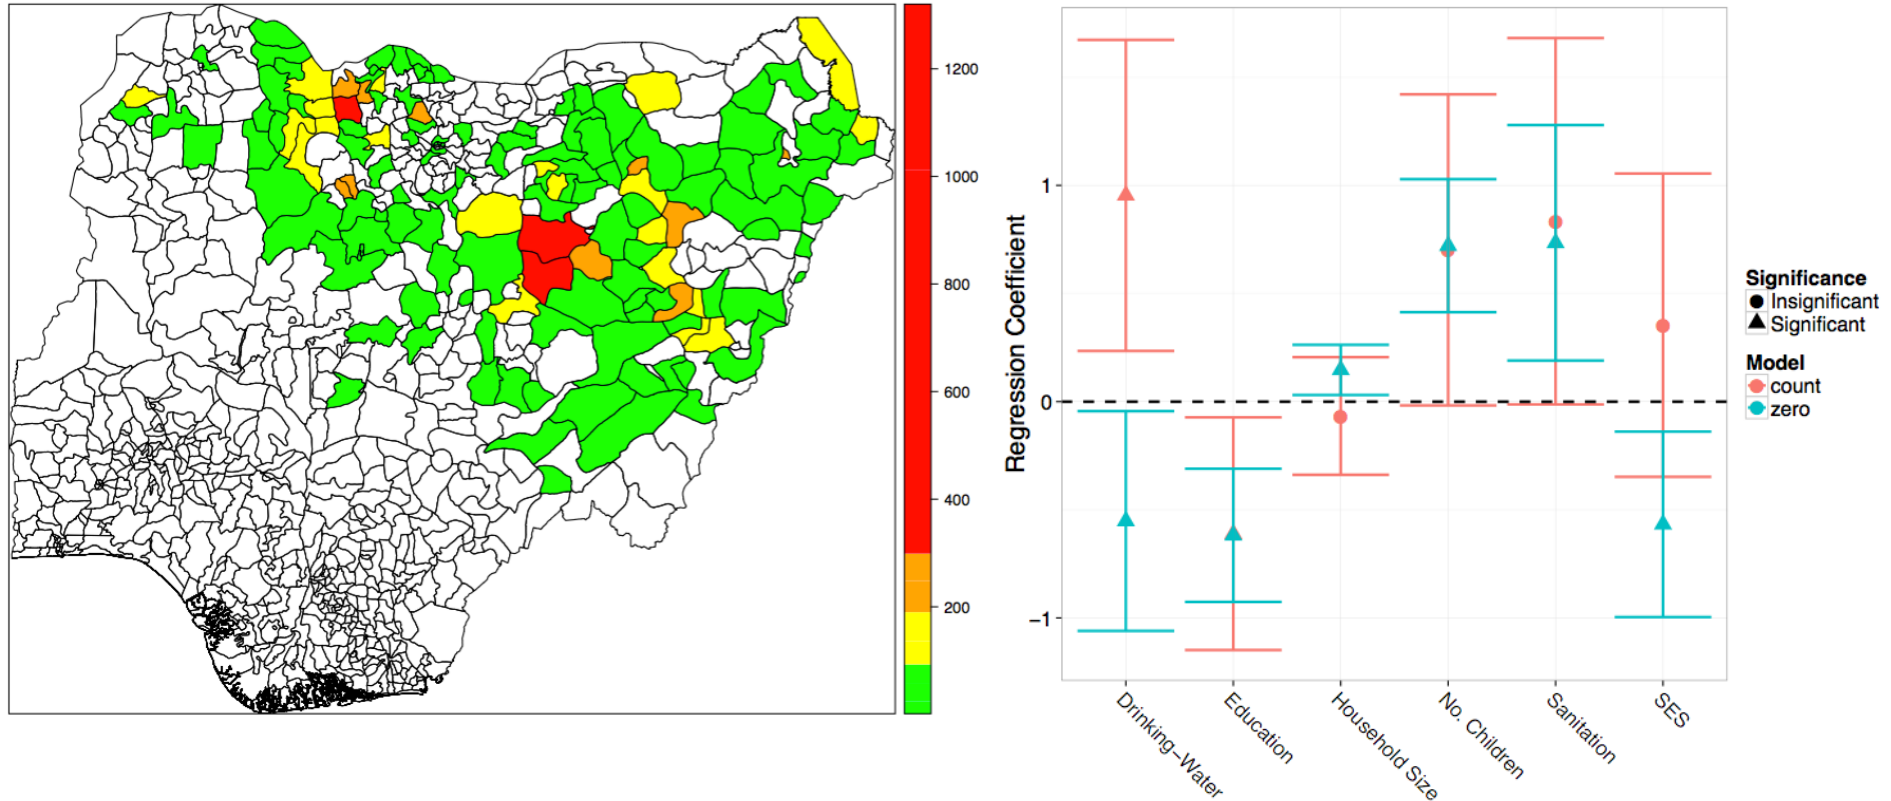 1200
1000
800
600
400
200
Regression Coefficient
1
0
−1
Drinking−Water
Education
Household Size
No. Children
Sanitation
SES
Significance
Insignificant
Significant
Model
count
zero